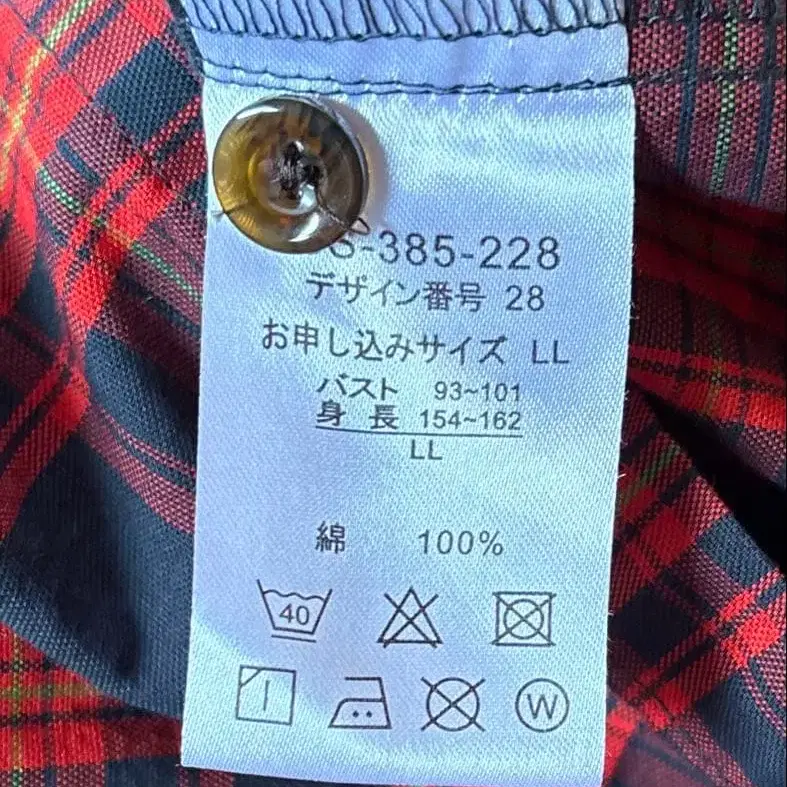 S-385-228
デザイン番号 28
お申し込みサイズ LL
バスト 93~101
身長 154~162
LL
綿 100%
40
W